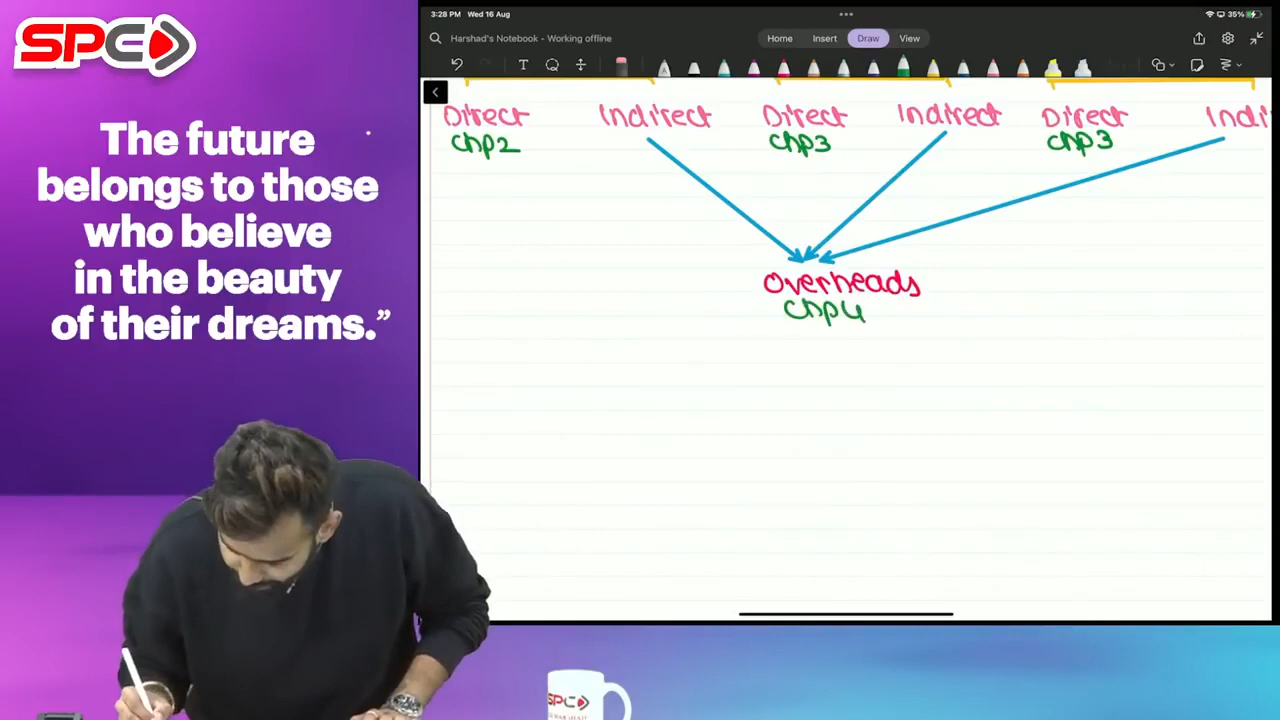 SPC
The future
belongs to those
who believe
in the beauty
of their dreams.”
3:28 PM Wed 16 Aug
35%
Harshad's Notebook - Working offline
Home Insert Draw View
Direct Indirect Direct Indirect Direct Indi
chp2 chp3 chp3
Overheads
chp4
SPC